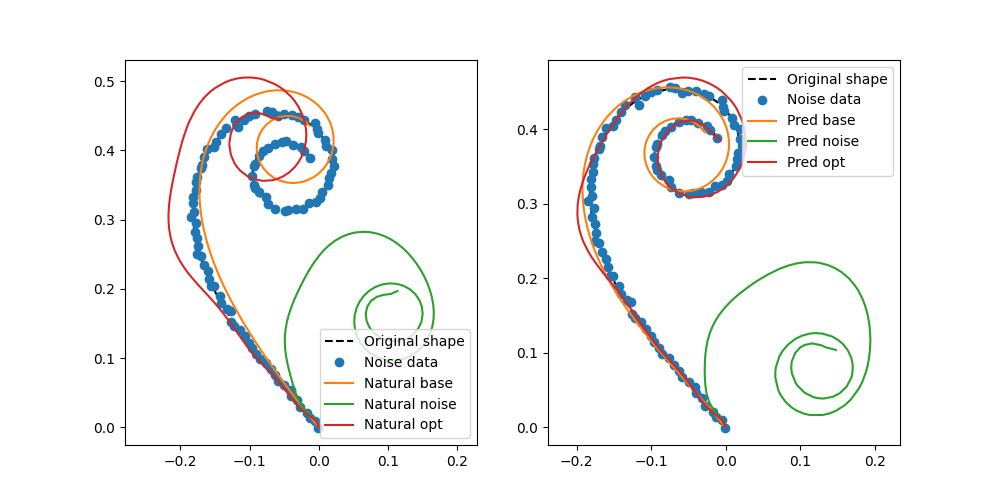 0.5
0.4
0.3
0.2
0.1
0.0
−0.2
−0.1
0.0
0.1
0.2
Original shape
Noise data
Natural base
Natural noise
Natural opt
0.4
0.3
0.2
0.1
0.0
−0.2
−0.1
0.0
0.1
0.2
Original shape
Noise data
Pred base
Pred noise
Pred opt